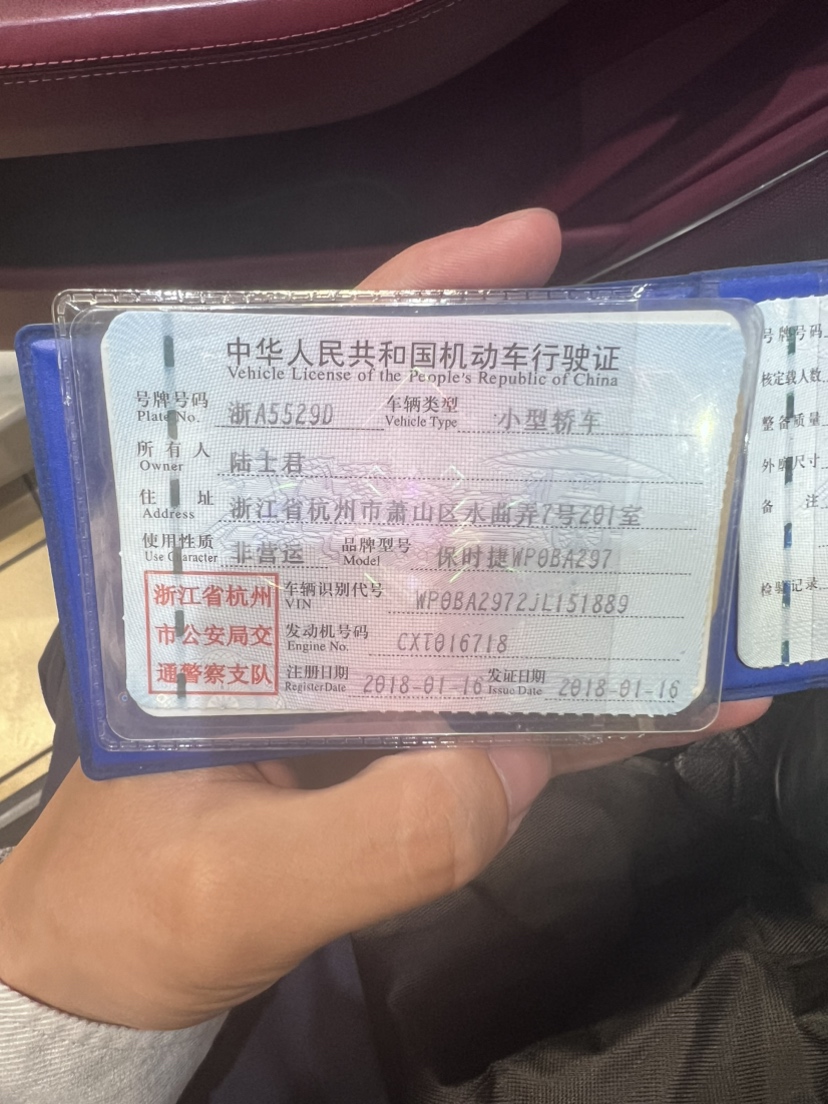 中华人民共和国机动车行驶证
Vehicle License of the People's Republic of China
号牌号码 浙A5529D 车辆类型 小型轿车
Plate No. Vehicle Type
所有人 陆士君
Owner
住址 浙江省杭州市萧山区水曲弄7号201室
Address
使用性质 非营运 品牌型号 保时捷WP0BA297
Use Character Model
浙江省杭州
市公安局交
通警察支队
车辆识别代号 WP0BA2972JL151889
VIN
发动机号码 CXT016718
Engine No.
注册日期 2018-01-16 发证日期 2018-01-16
Register Date Issue Date
号牌号码
核定载人数
整备质量
外廓尺寸
备注
检验记录